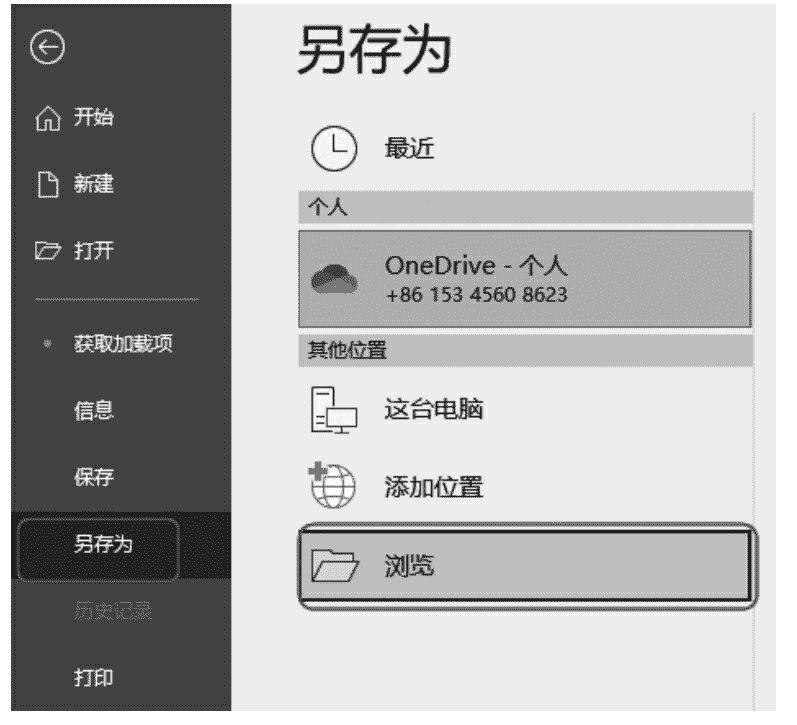 另存为
开始
新建
打开
获取加载项
信息
保存
另存为
历史记录
打印
最近
个人
OneDrive - 个人
+86 153 4560 8623
其他位置
这台电脑
添加位置
浏览